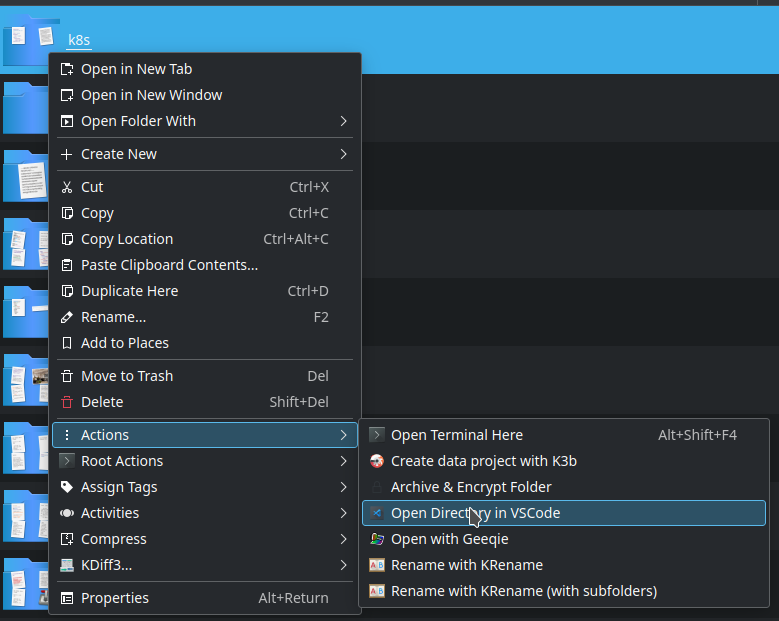 k8s
Open in New Tab
Open in New Window
Open Folder With
Create New
Cut Ctrl+X
Copy Ctrl+C
Copy Location Ctrl+Alt+C
Paste Clipboard Contents...
Duplicate Here Ctrl+D
Rename... F2
Add to Places
Move to Trash Del
Delete Shift+Del
Actions
Root Actions
Assign Tags
Activities
Compress
KDiff3...
Properties Alt+Return
Open Terminal Here Alt+Shift+F4
Create data project with K3b
Archive & Encrypt Folder
Open Directory in VSCode
Open with Geeqie
Rename with KRename
Rename with KRename (with subfolders)